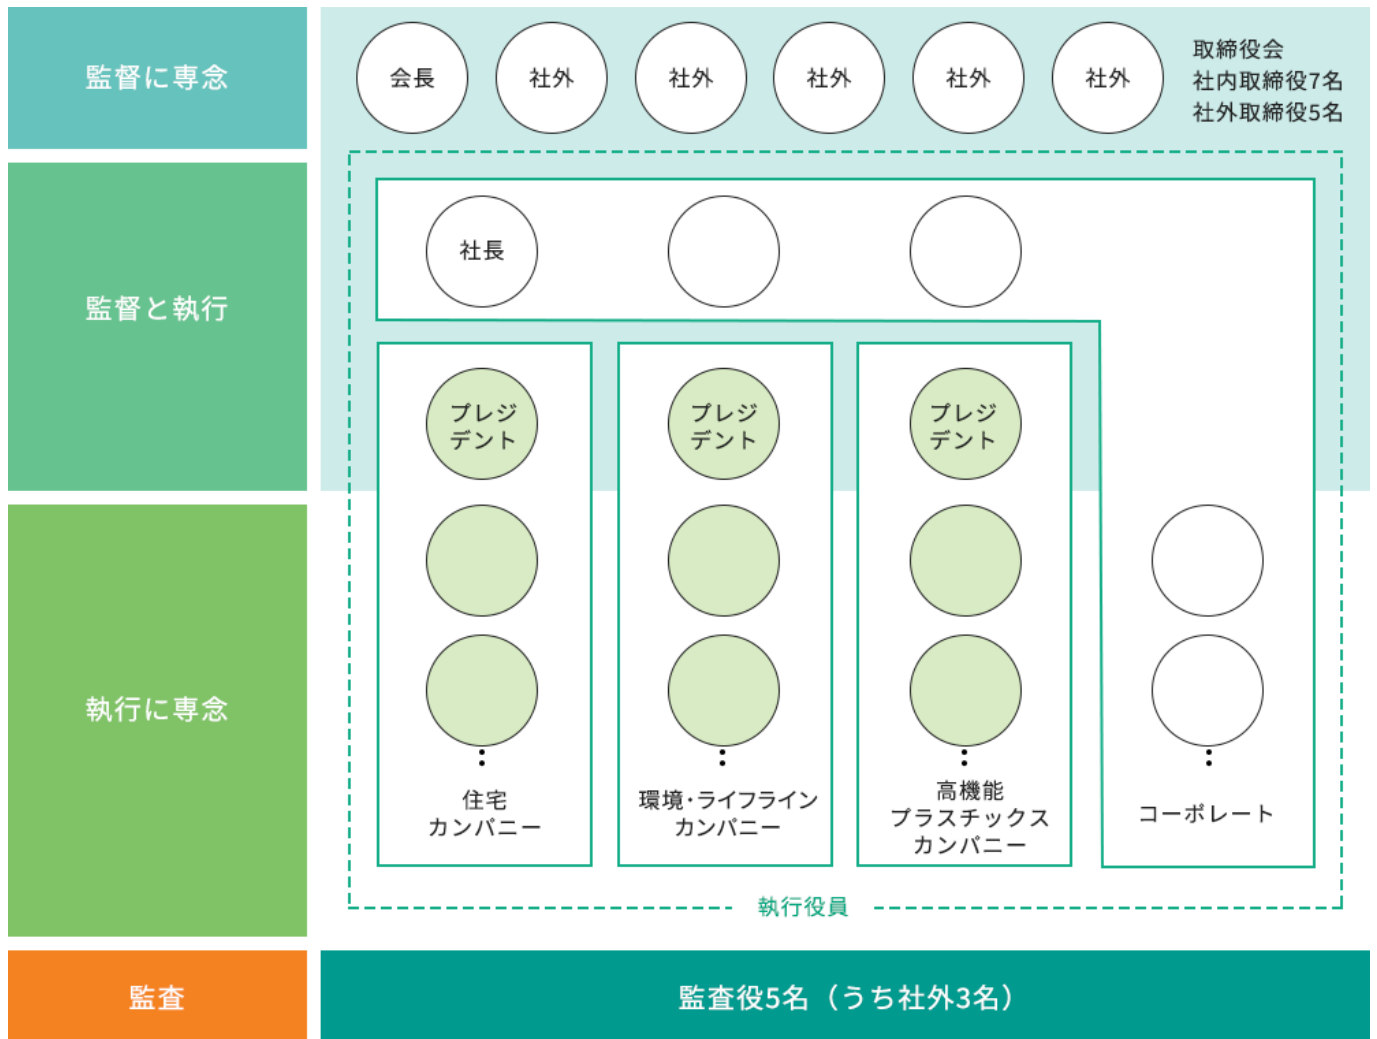 監督に専念
会長
社外
社外
社外
社外
社外
取締役会
社内取締役7名
社外取締役5名
監督と執行
社長
プレジ
デント
プレジ
デント
プレジ
デント
執行に専念
住宅
カンパニー
環境・ライフライン
カンパニー
高機能
プラスチックス
カンパニー
コーポレート
執行役員
監査
監査役5名（うち社外3名）